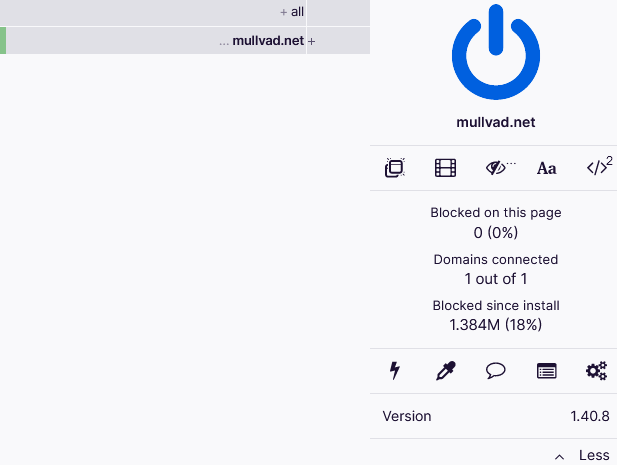 + all
... mullvad.net +
mullvad.net
... Aa </> 2
Blocked on this page
0 (0%)
Domains connected
1 out of 1
Blocked since install
1.384M (18%)
Version 1.40.8
Less